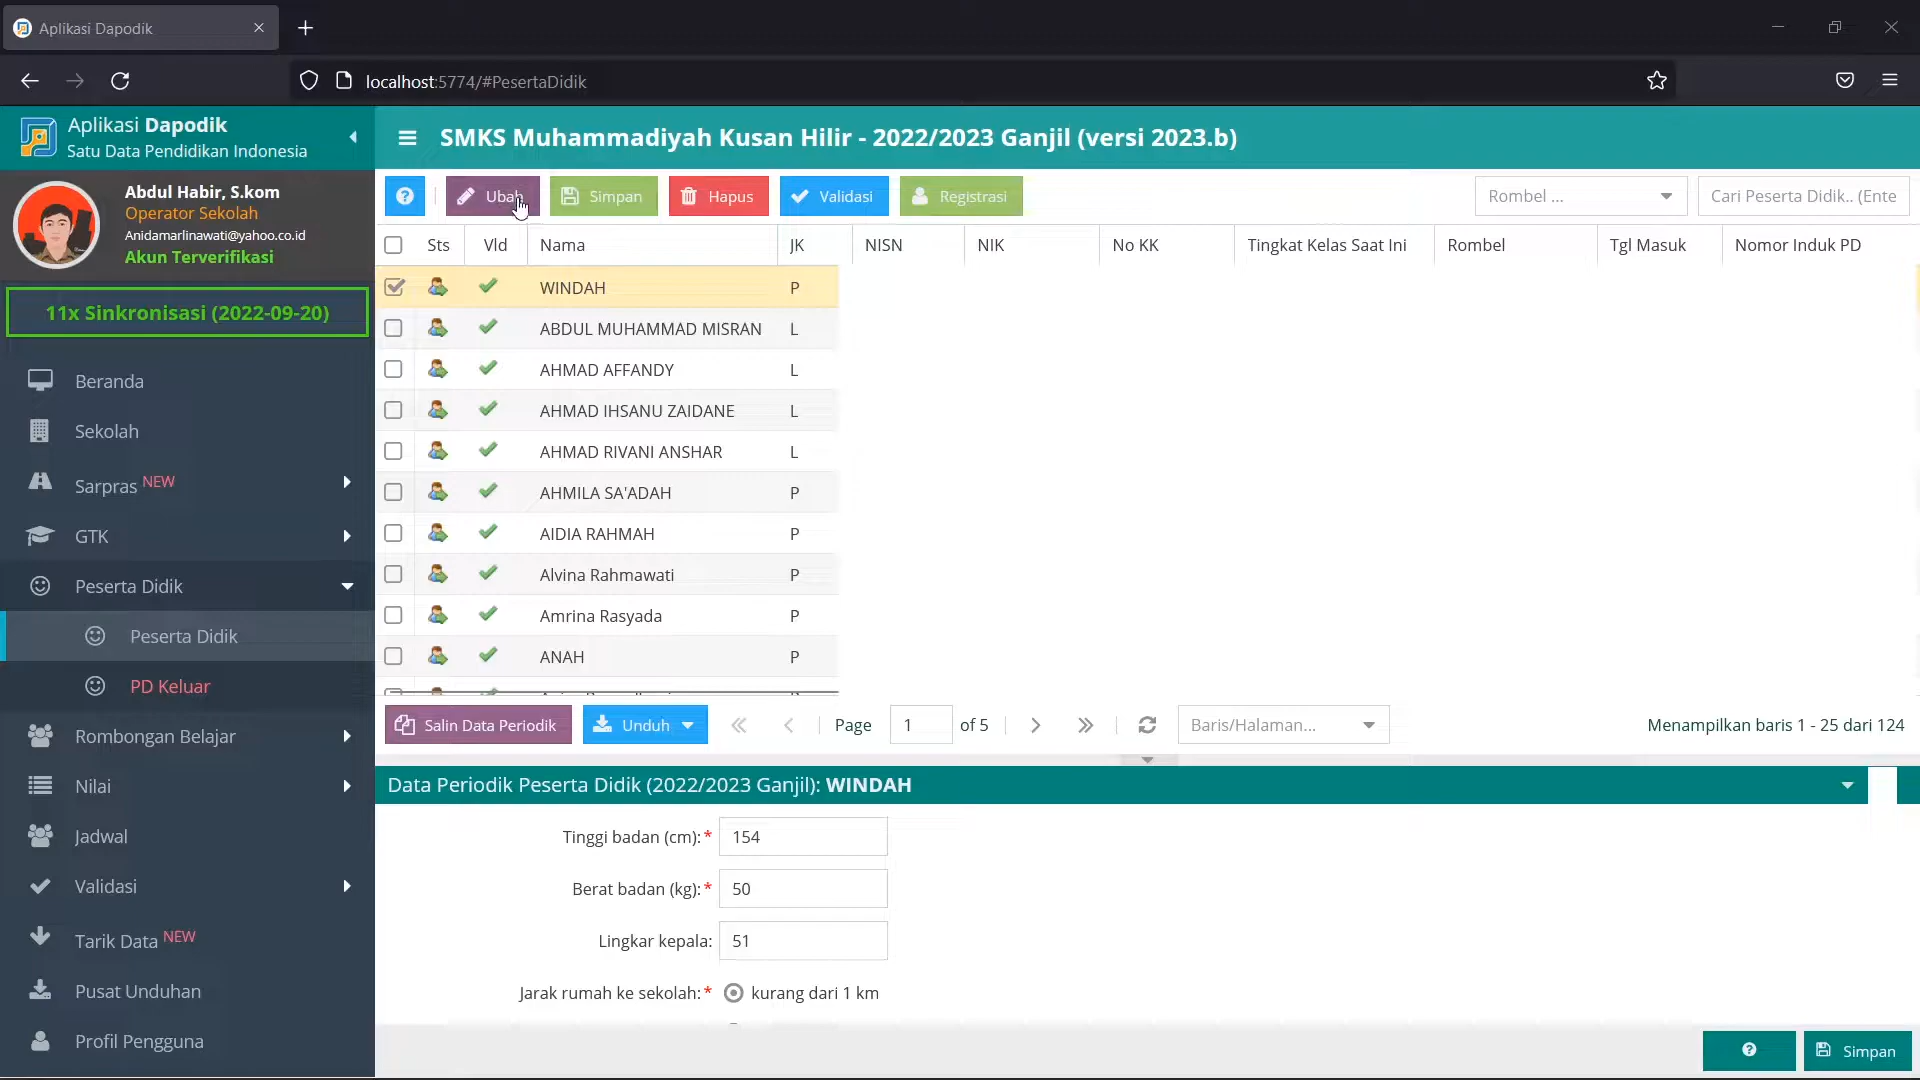 Aplikasi Dapodik
localhost:5774/#PesertaDidik
Aplikasi Dapodik
Satu Data Pendidikan Indonesia
SMKS Muhammadiyah Kusan Hilir - 2022/2023 Ganjil (versi 2023.b)
Abdul Habir, S.kom
Operator Sekolah
Anidamarlinawati@yahoo.co.id
Akun Terverifikasi
11x Sinkronisasi (2022-09-20)
Beranda
Sekolah
Sarpras NEW
GTK
Peserta Didik
Peserta Didik
PD Keluar
Rombongan Belajar
Nilai
Jadwal
Validasi
Tarik Data NEW
Pusat Unduhan
Profil Pengguna
Ubah Simpan Hapus Validasi Registrasi Rombel ... Cari Peserta Didik.. (Ente
Sts Vld Nama JK NISN NIK No KK Tingkat Kelas Saat Ini Rombel Tgl Masuk Nomor Induk PD
WINDAH P
ABDUL MUHAMMAD MISRAN L
AHMAD AFFANDY L
AHMAD IHSANU ZAIDANE L
AHMAD RIVANI ANSHAR L
AHMILA SA'ADAH P
AIDIA RAHMAH P
Alvina Rahmawati P
Amrina Rasyada P
ANAH P
Salin Data Periodik Unduh Page 1 of 5 Baris/Halaman... Menampilkan baris 1 - 25 dari 124
Data Periodik Peserta Didik (2022/2023 Ganjil): WINDAH
Tinggi badan (cm):* 154
Berat badan (kg):* 50
Lingkar kepala: 51
Jarak rumah ke sekolah:* kurang dari 1 km
Simpan